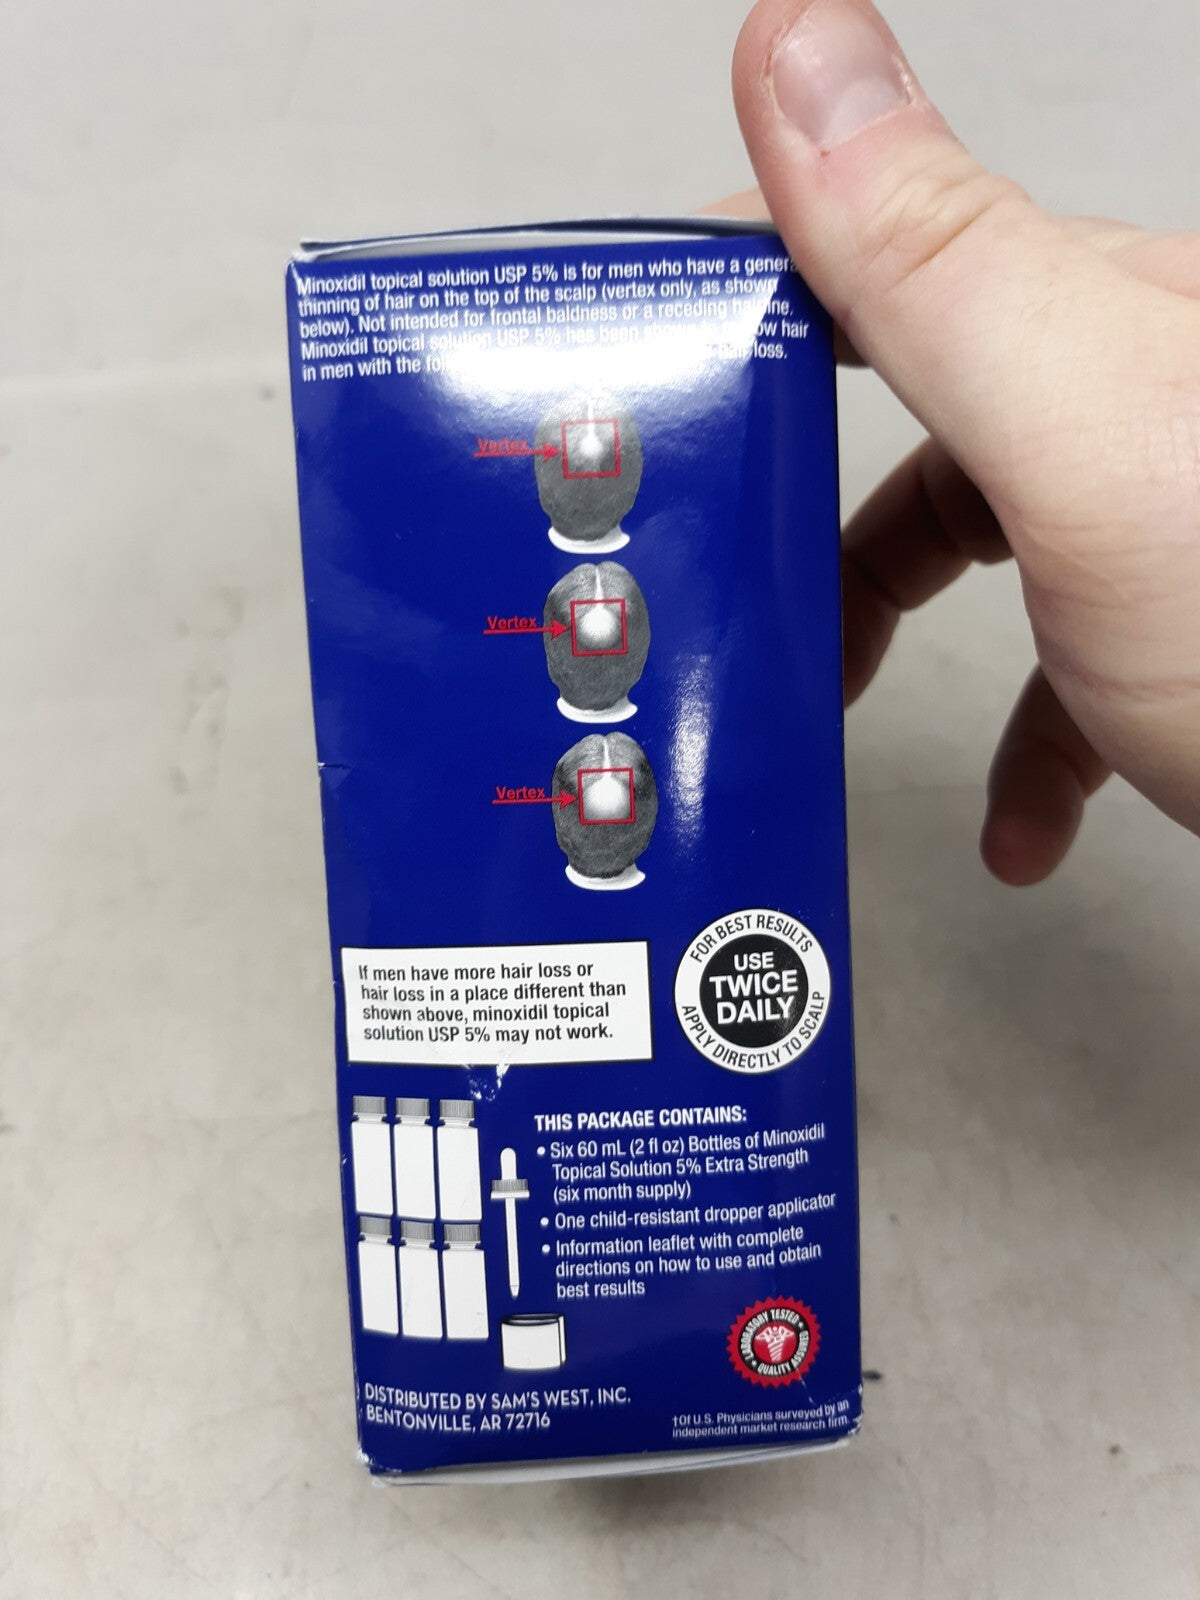 Minoxidil topical solution USP 5% is for men who have a genera
thinning of hair on the top of the scalp (vertex only, as shown
below). Not intended for frontal baldness or a receding hairline.
Minoxidil topical solution USP 5% has been shown to hair
in men with the loss.
Vertex
Vertex
Vertex
If men have more hair loss or
hair loss in a place different than
shown above, minoxidil topical
solution USP 5% may not work.
FOR BEST RESULTS
USE
TWICE
DAILY
APPLY DIRECTLY TO SCALP
THIS PACKAGE CONTAINS:
• Six 60 mL (2 fl oz) Bottles of Minoxidil
Topical Solution 5% Extra Strength
(six month supply)
• One child-resistant dropper applicator
• Information leaflet with complete
directions on how to use and obtain
best results
LABORATORY TESTED
QUALITY ASSURED
DISTRIBUTED BY SAM'S WEST, INC.
BENTONVILLE, AR 72716
†Of U.S. Physicians surveyed by an
independent market research firm.